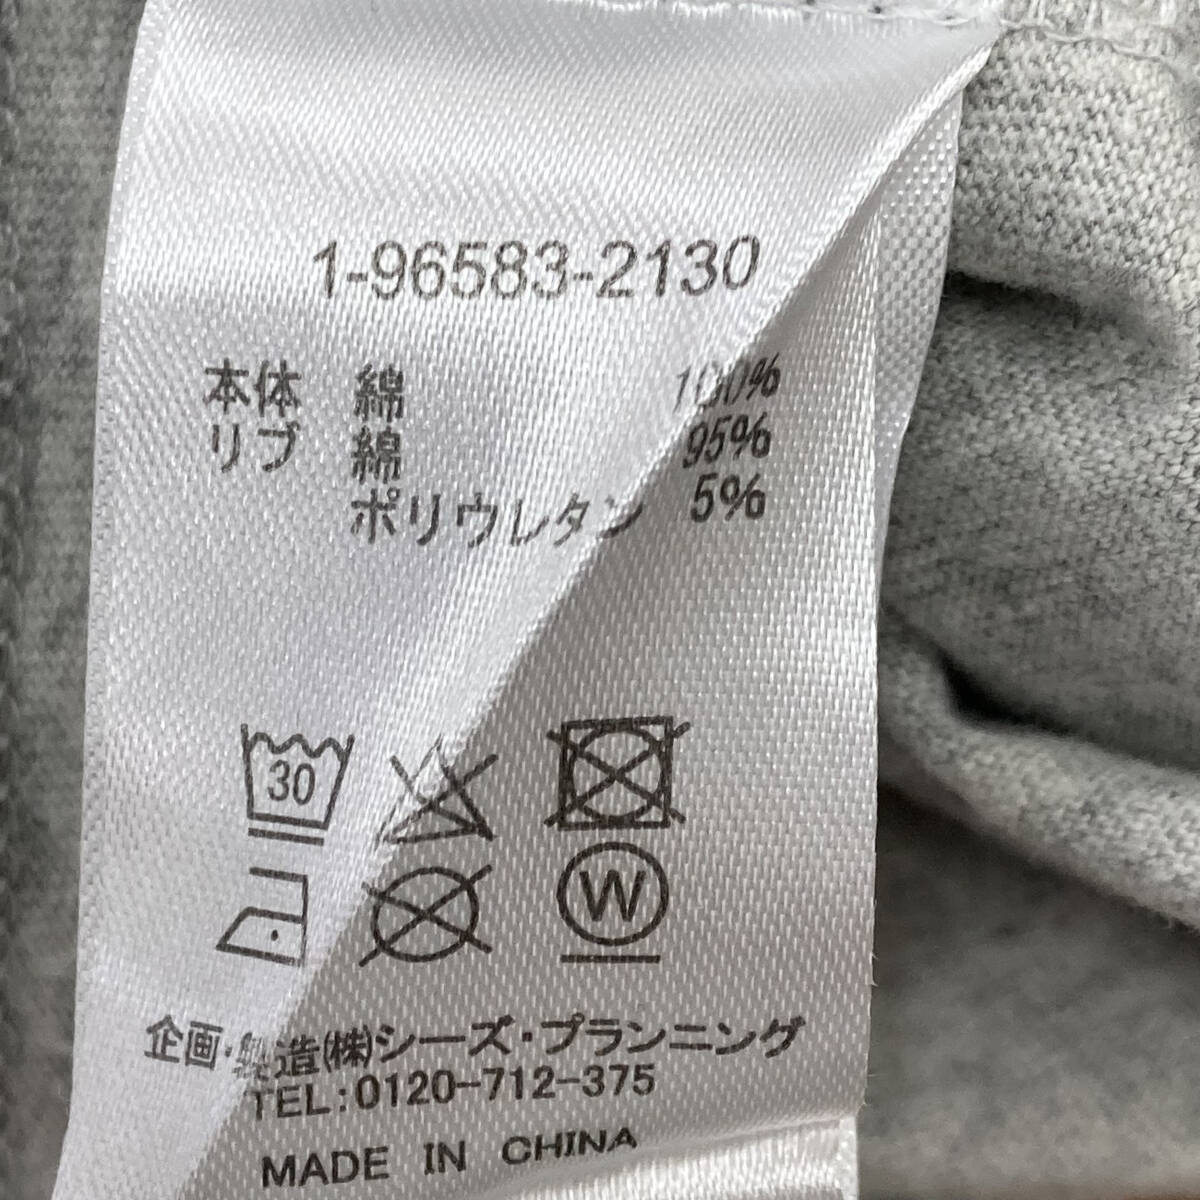 1-96583-2130
本体 綿 100%
リブ 綿 95%
ポリウレタン 5%
30
W
企画・製造(株)シーズ・プランニング
TEL:0120-712-375
MADE IN CHINA